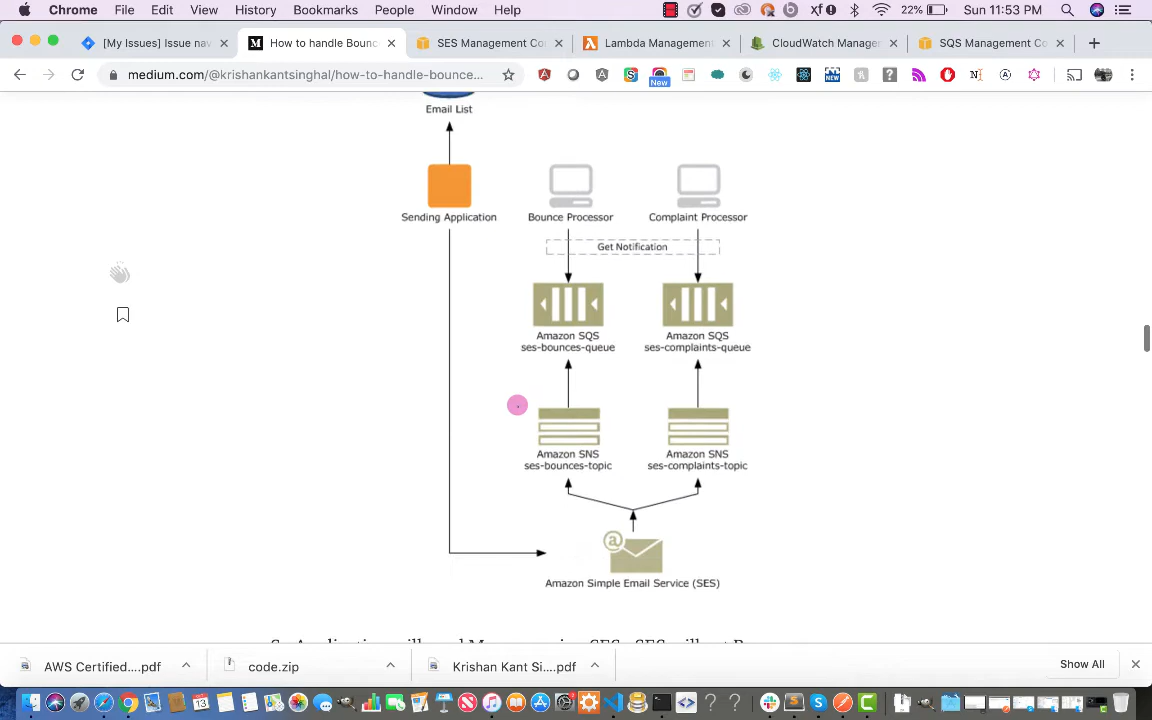 Chrome File Edit View History Bookmarks People Window Help 22% Sun 11:53 PM
[My Issues] Issue nav
How to handle Bounc
SES Management Co
Lambda Management
CloudWatch Manager
SQS Management Co
medium.com/@krishankantsinghal/how-to-handle-bounce...
New
NEW
Email List
Sending Application
Bounce Processor
Complaint Processor
Get Notification
Amazon SQS
ses-bounces-queue
Amazon SQS
ses-complaints-queue
Amazon SNS
ses-bounces-topic
Amazon SNS
ses-complaints-topic
@
Amazon Simple Email Service (SES)
AWS Certified....pdf
code.zip
Krishan Kant Si....pdf
Show All